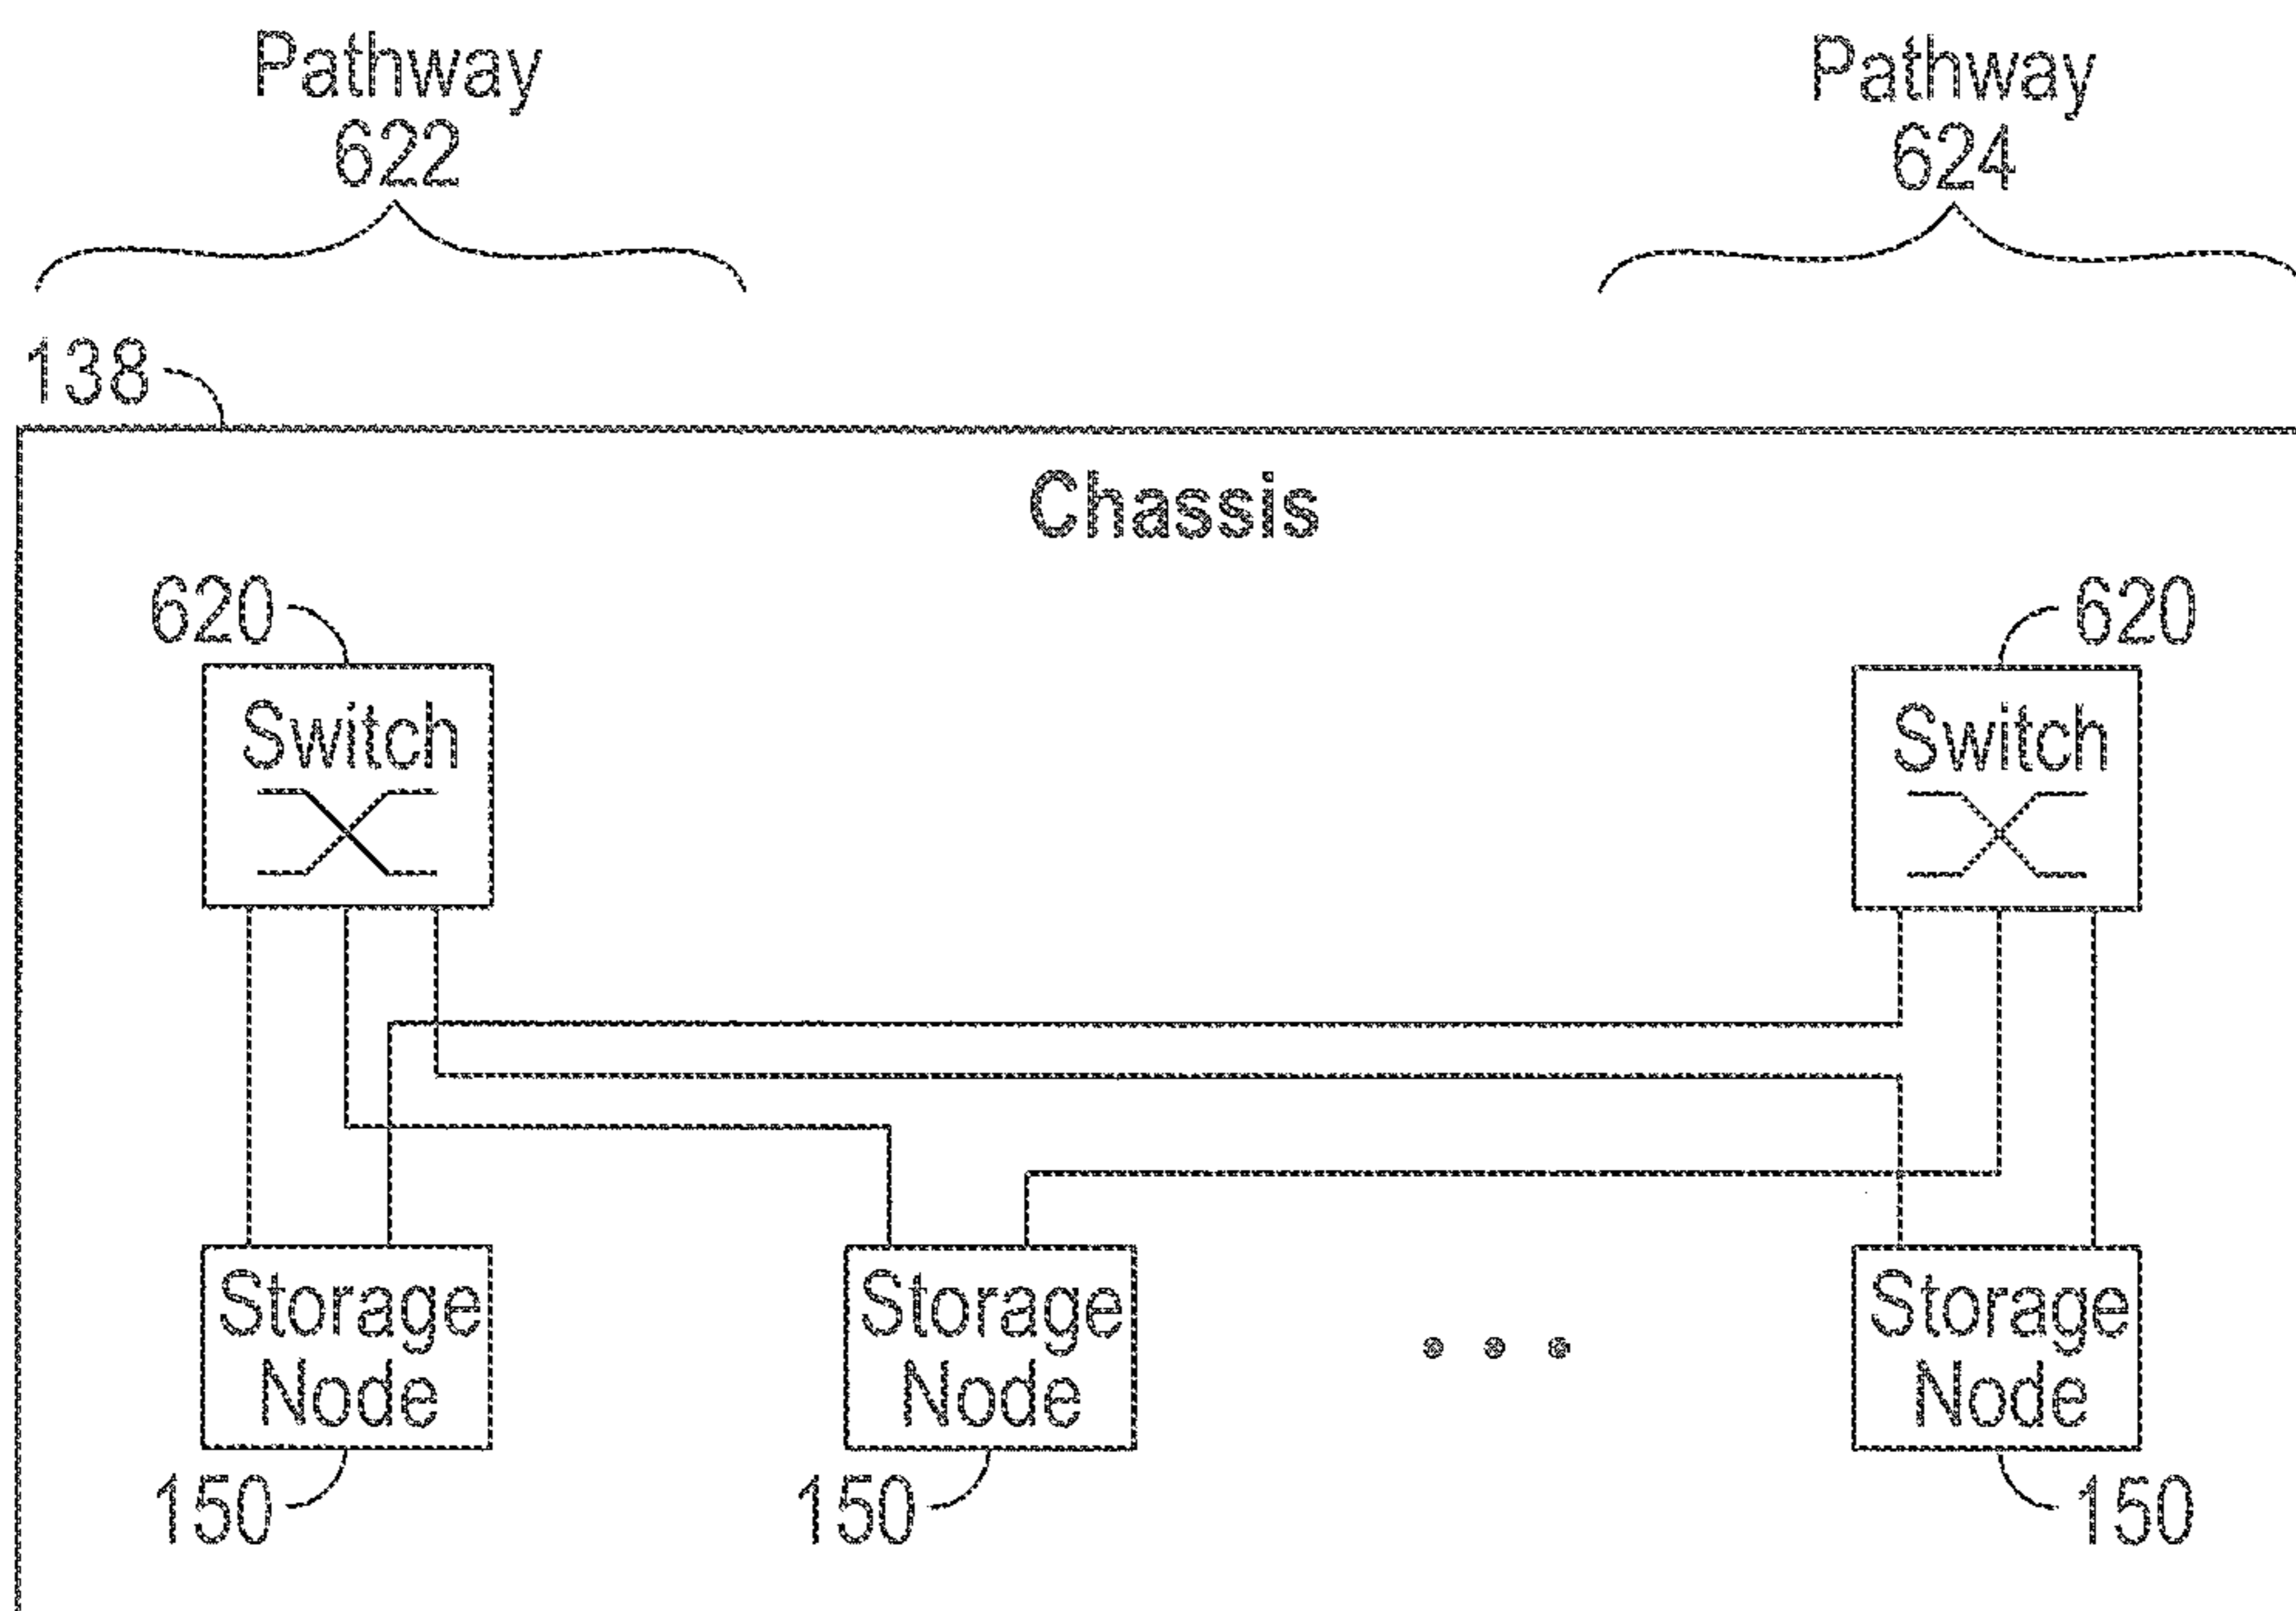 Pathway
622
Pathway
624
138
Chassis
620
620
Switch
Switch
Storage
Node
Storage
Node
Storage
Node
150
150
150